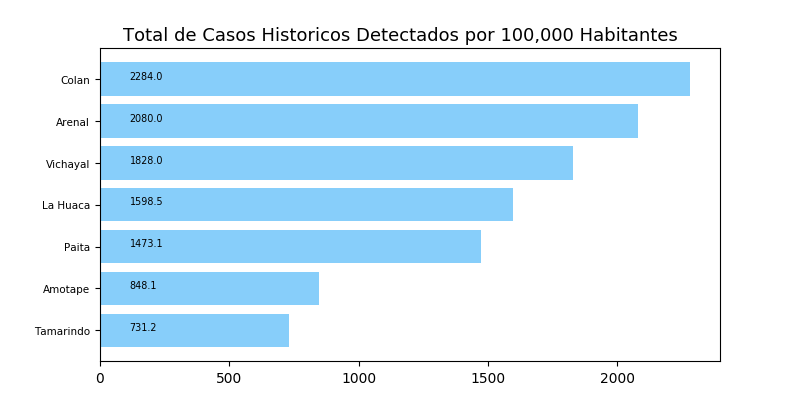 Total de Casos Historicos Detectados por 100,000 Habitantes
Colan 2284.0
Arenal 2080.0
Vichayal 1828.0
La Huaca 1598.5
Paita 1473.1
Amotape 848.1
Tamarindo 731.2
0 500 1000 1500 2000